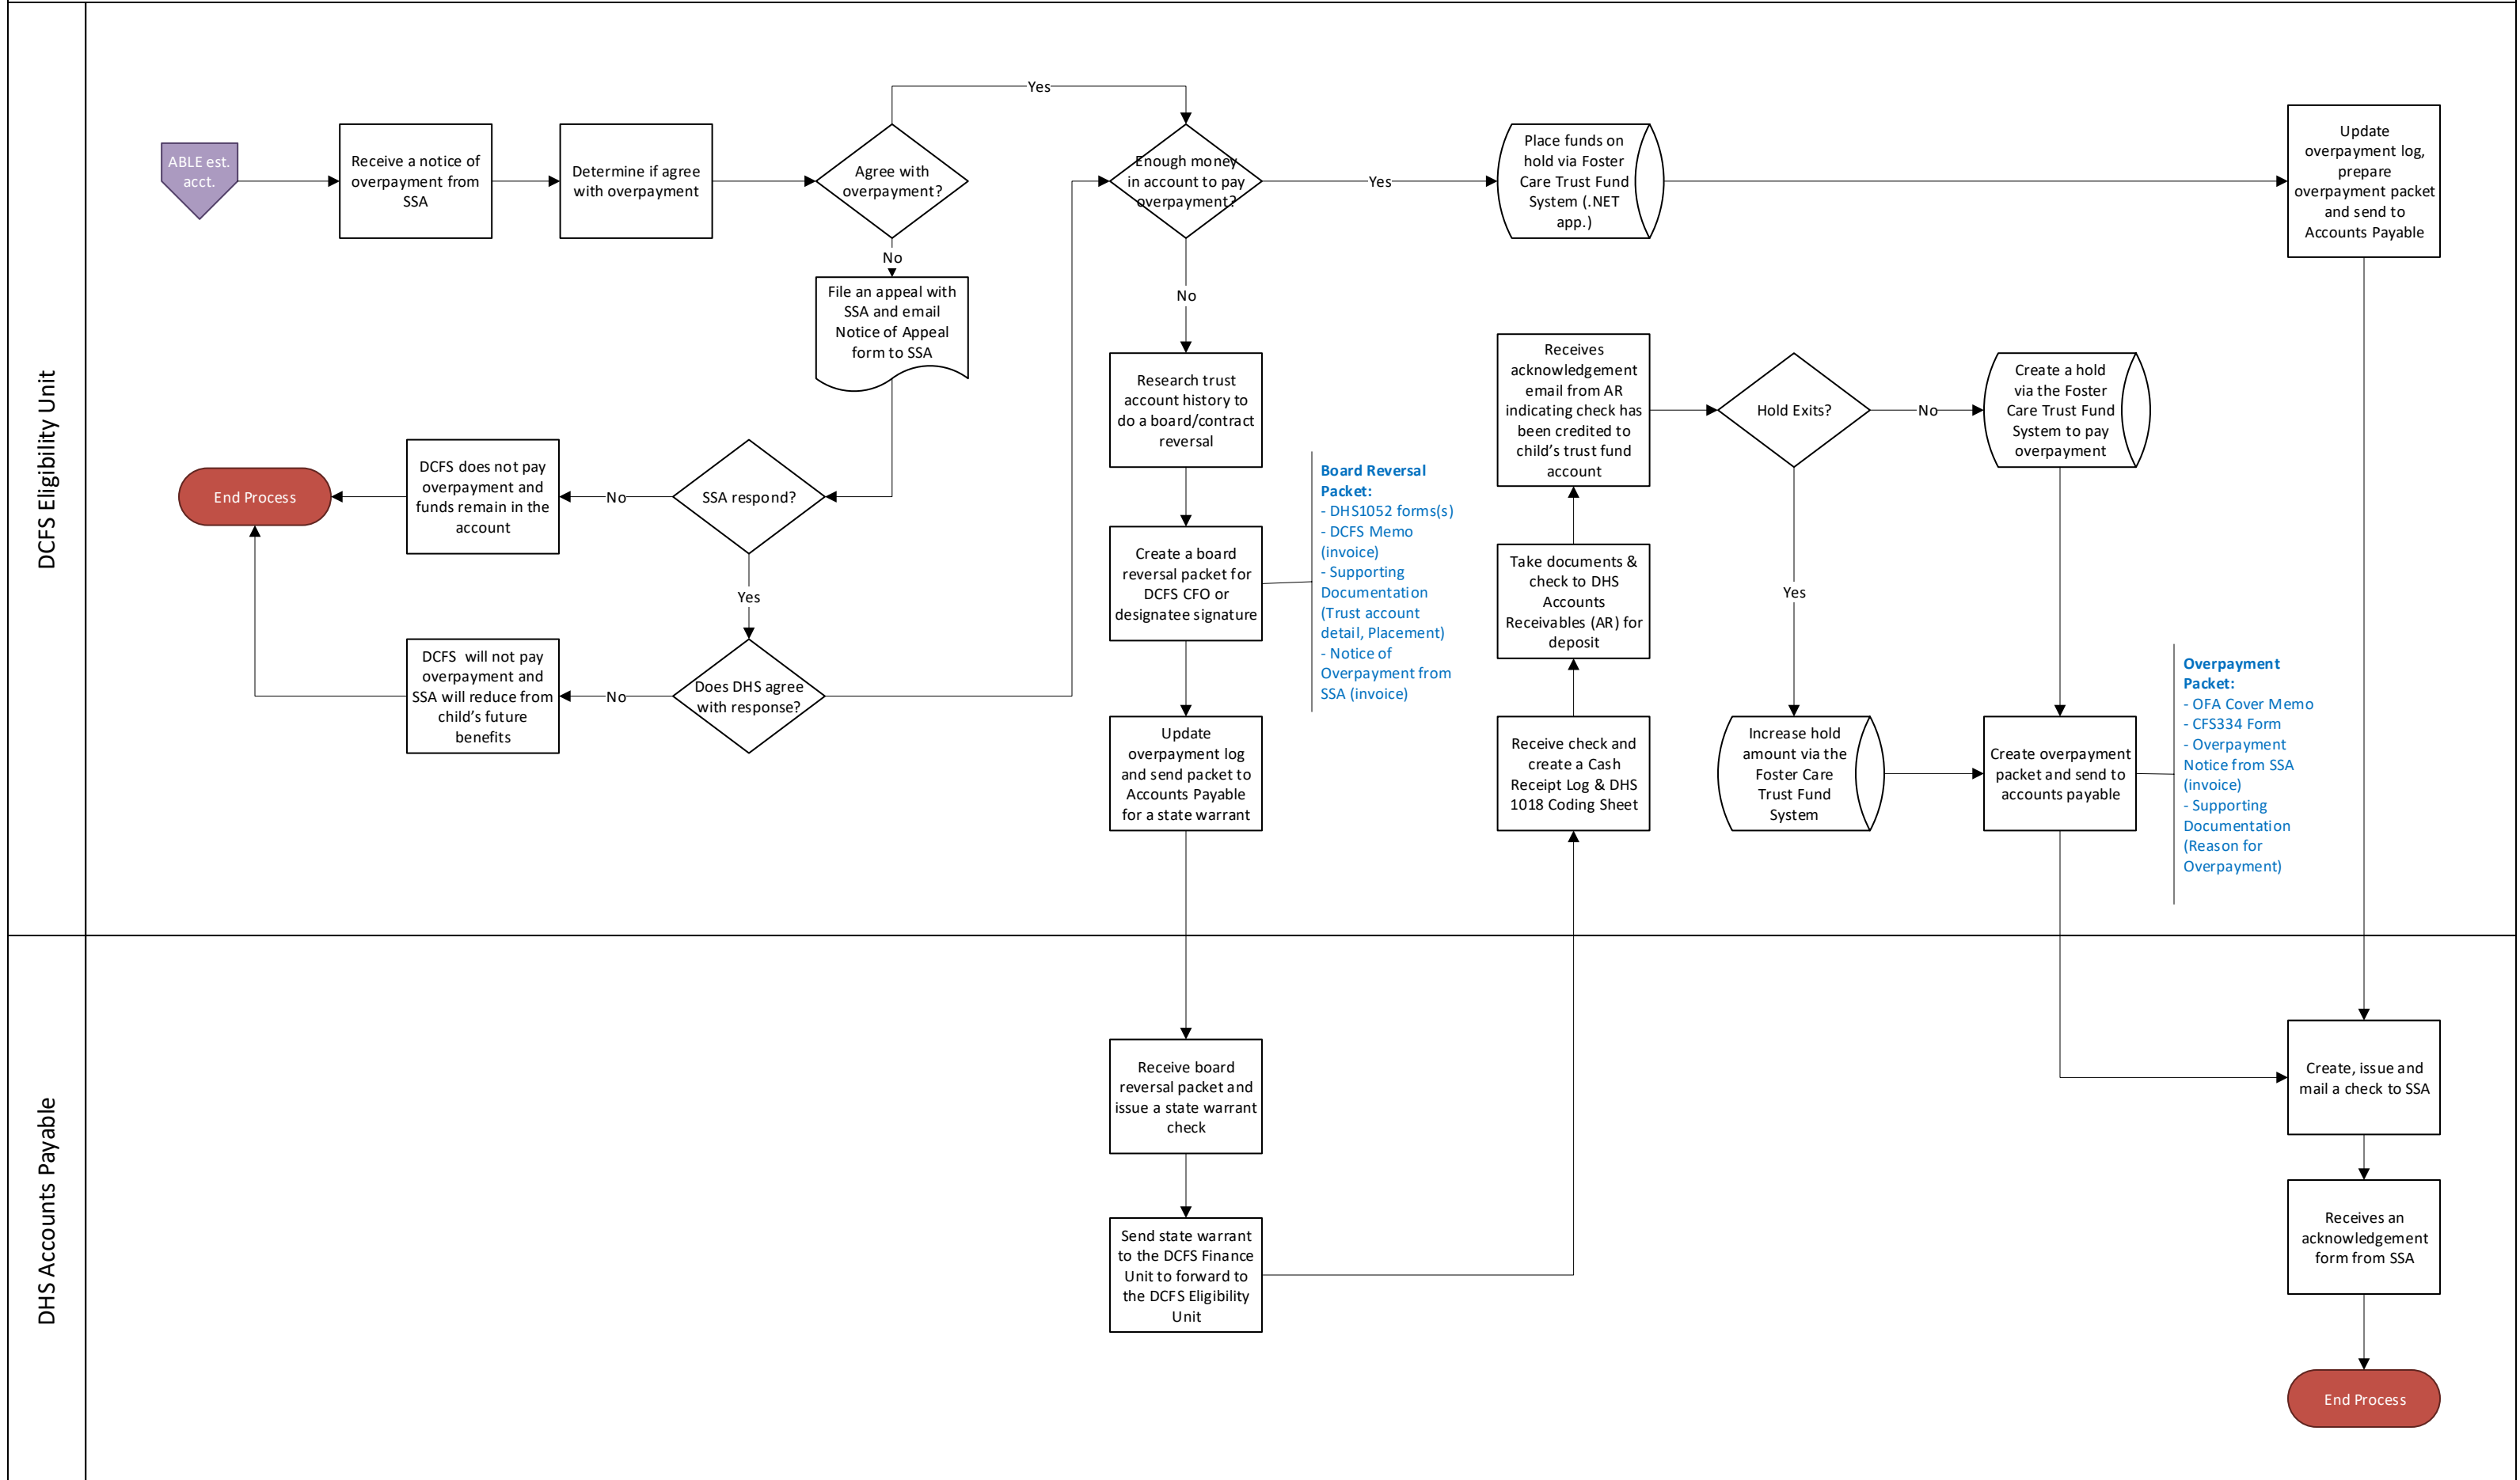 DCFS Eligibility Unit
ABLE est.
acct.
Receive a notice of
overpayment from
SSA
Determine if agree
with overpayment
Agree with
overpayment?
Yes
No
File an appeal with
SSA and email
Notice of Appeal
form to SSA
SSA respond?
No
DCFS does not pay
overpayment and
funds remain in the
account
End Process
Yes
Does DHS agree
with response?
No
DCFS  will not pay
overpayment and
SSA will reduce from
child’s future
benefits
Enough money
in account to pay
overpayment?
Yes
Place funds on
hold via Foster
Care Trust Fund
System (.NET
app.)
Update
overpayment log,
prepare
overpayment packet
and send to
Accounts Payable
No
Research trust
account history to
do a board/contract
reversal
Create a board
reversal packet for
DCFS CFO or
designatee signature
Board Reversal
Packet:
- DHS1052 forms(s)
- DCFS Memo
(invoice)
- Supporting
Documentation
(Trust account
detail, Placement)
- Notice of
Overpayment from
SSA (invoice)
Update
overpayment log
and send packet to
Accounts Payable
for a state warrant
Receives
acknowledgement
email from AR
indicating check has
been credited to
child’s trust fund
account
Take documents &
check to DHS
Accounts
Receivables (AR) for
deposit
Receive check and
create a Cash
Receipt Log & DHS
1018 Coding Sheet
Hold Exits?
No
Create a hold
via the Foster
Care Trust Fund
System to pay
overpayment
Yes
Increase hold
amount via the
Foster Care
Trust Fund
System
Create overpayment
packet and send to
accounts payable
Overpayment
Packet:
- OFA Cover Memo
- CFS334 Form
- Overpayment
Notice from SSA
(invoice)
- Supporting
Documentation
(Reason for
Overpayment)
DHS Accounts Payable
Receive board
reversal packet and
issue a state warrant
check
Send state warrant
to the DCFS Finance
Unit to forward to
the DCFS Eligibility
Unit
Create, issue and
mail a check to SSA
Receives an
acknowledgement
form from SSA
End Process